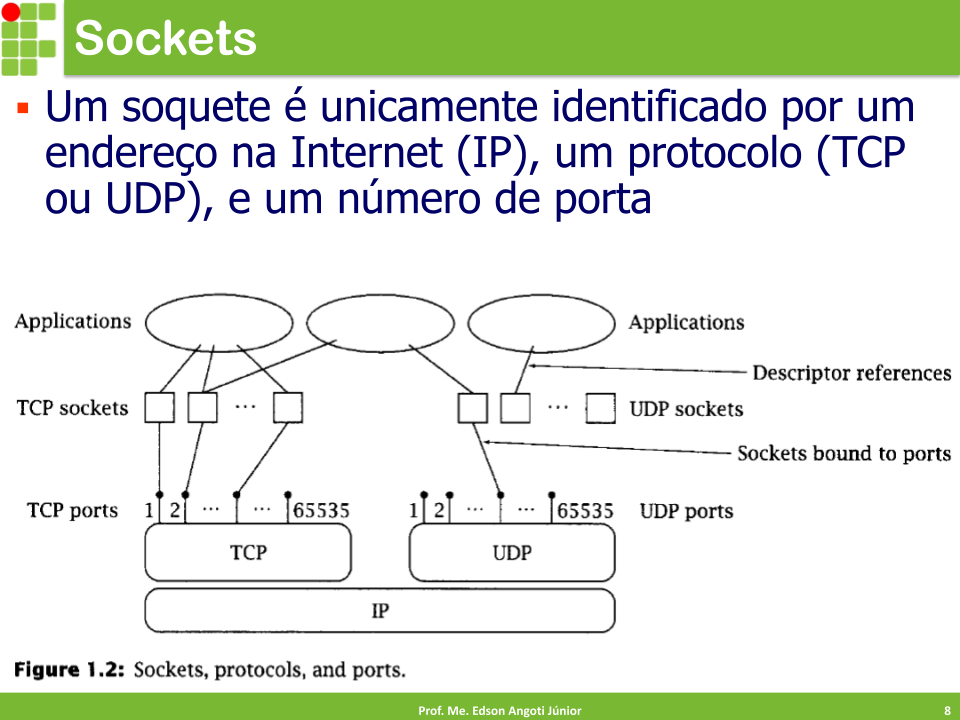 Sockets
Um soquete é unicamente identificado por um
endereço na Internet (IP), um protocolo (TCP
ou UDP), e um número de porta
Applications
Applications
Descriptor references
TCP sockets
...
...
UDP sockets
Sockets bound to ports
TCP ports
1 2 ... ... 65535
1 2 ... ... 65535
UDP ports
TCP
UDP
IP
Figure 1.2: Sockets, protocols, and ports.
Prof. Me. Edson Angoti Júnior
8